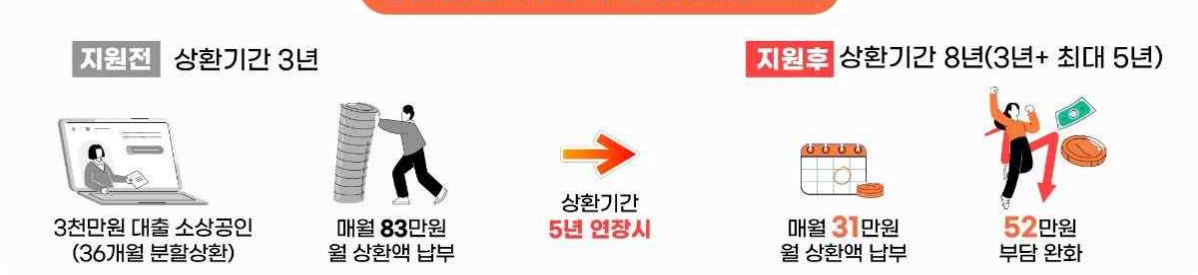 지원전 상환기간 3년
지원후 상환기간 8년(3년+ 최대 5년)
3천만원 대출 소상공인
(36개월 분할상환)
매월 83만원
월 상환액 납부
상환기간
5년 연장시
매월 31만원
월 상환액 납부
52만원
부담 완화